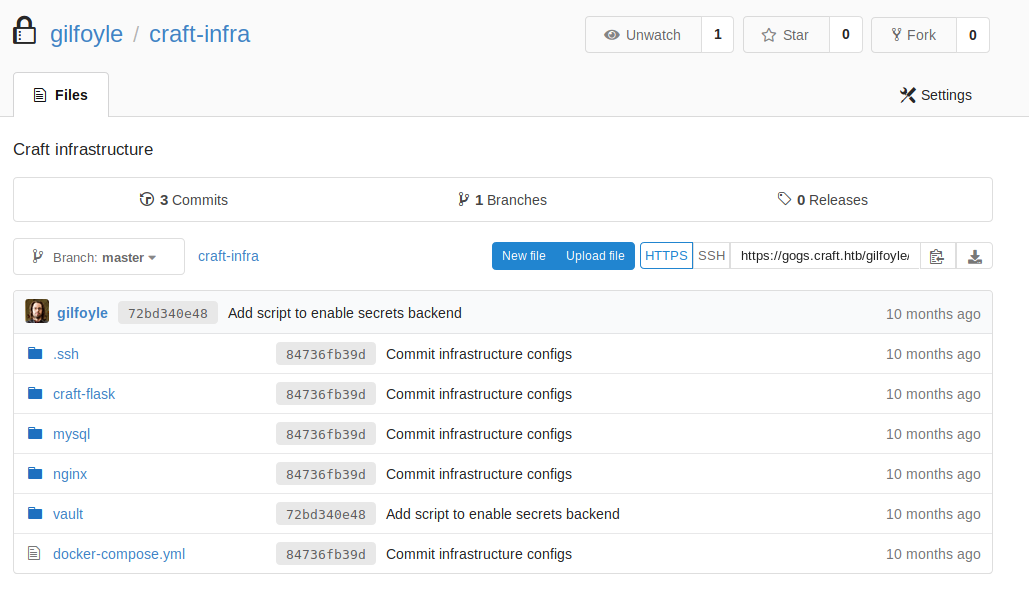 gilfoyle / craft-infra
Unwatch 1 Star 0 Fork 0
Files Settings
Craft infrastructure
3 Commits 1 Branches 0 Releases
Branch: master craft-infra New file Upload file HTTPS SSH https://gogs.craft.htb/gilfoyle/
gilfoyle 72bd340e48 Add script to enable secrets backend 10 months ago
.ssh 84736fb39d Commit infrastructure configs 10 months ago
craft-flask 84736fb39d Commit infrastructure configs 10 months ago
mysql 84736fb39d Commit infrastructure configs 10 months ago
nginx 84736fb39d Commit infrastructure configs 10 months ago
vault 72bd340e48 Add script to enable secrets backend 10 months ago
docker-compose.yml 84736fb39d Commit infrastructure configs 10 months ago